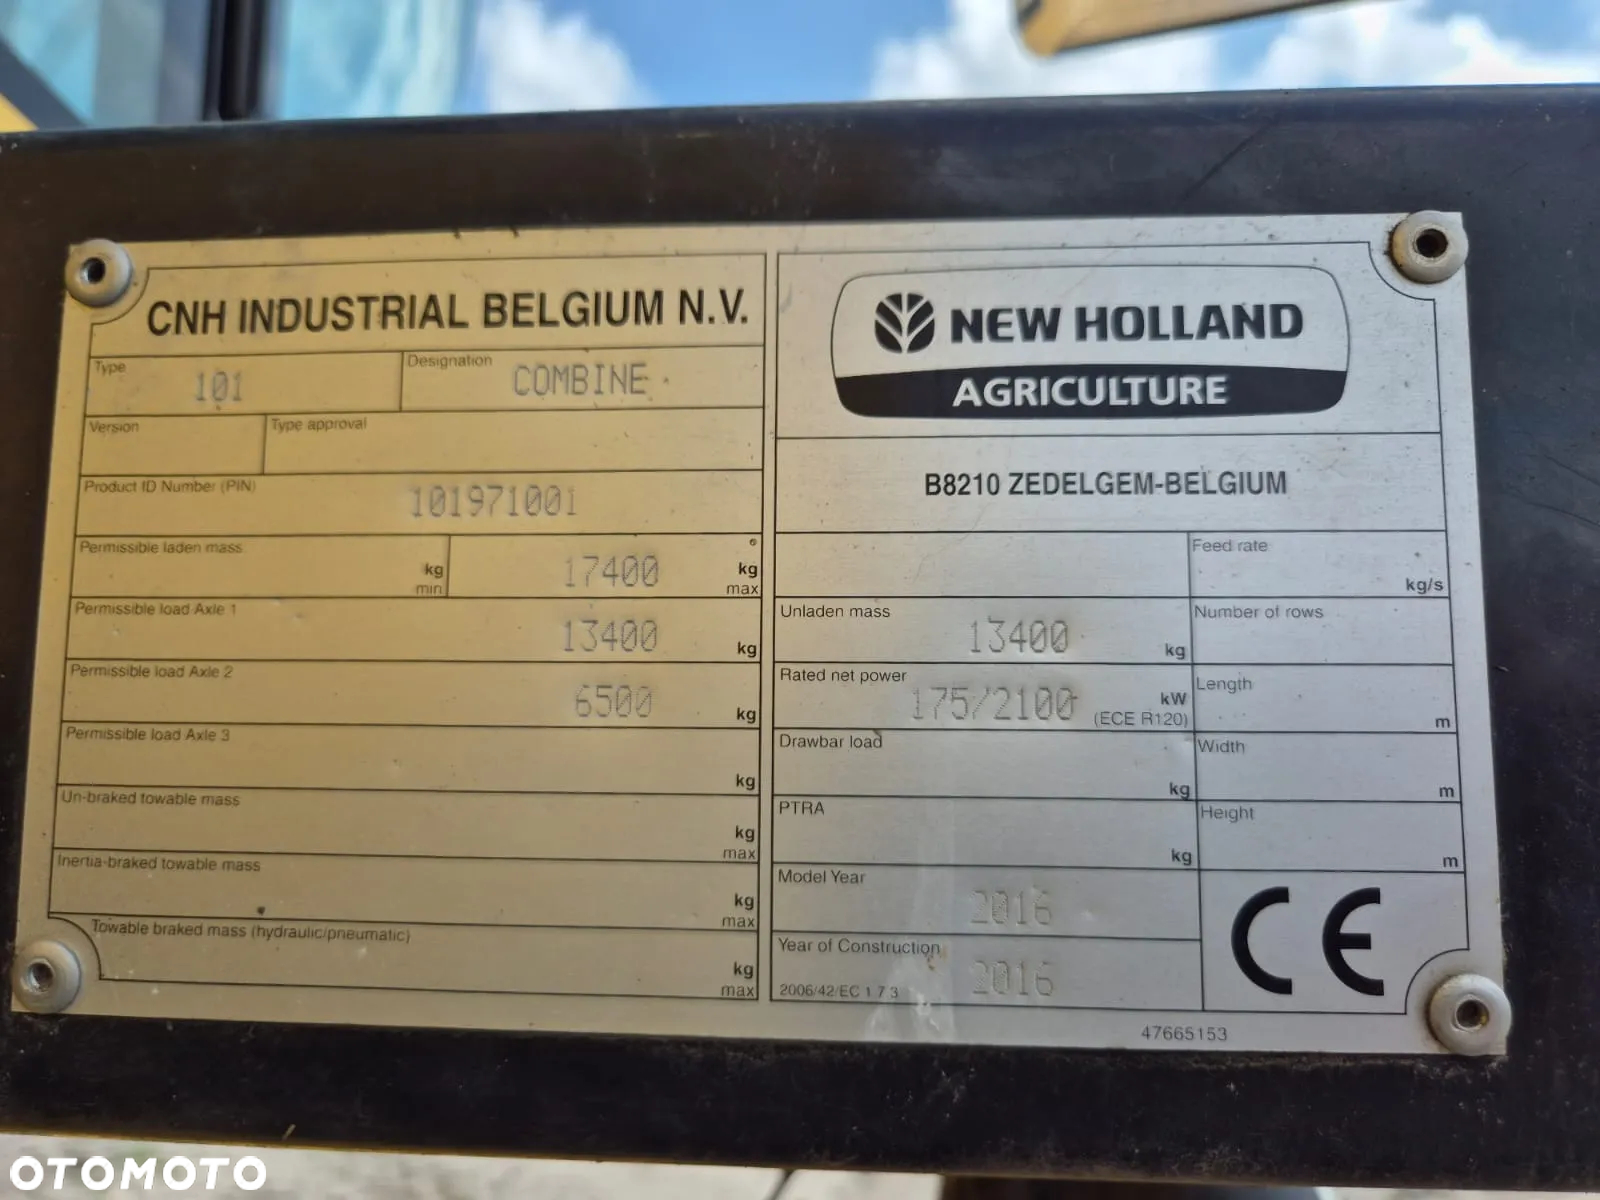 CNH INDUSTRIAL BELGIUM N.V.
Type 101 Designation COMBINE
Version Type approval
Product ID Number (PIN) 101971001
Permissible laden mass kg min 17400 kg max
Permissible load Axle 1 13400 kg
Permissible load Axle 2 6500 kg
Permissible load Axle 3 kg
Un-braked towable mass kg max
Inertia-braked towable mass kg max
Towable braked mass (hydraulic/pneumatic) kg max
NEW HOLLAND
AGRICULTURE
B8210 ZEDELGEM-BELGIUM
Feed rate kg/s
Unladen mass 13400 kg Number of rows
Rated net power 175/2100 kW (ECE R120) Length m
Drawbar load kg Width m
PTRA kg Height m
Model Year 2016
Year of Construction 2016
2006/42/EC 1 7 3
CE
47665153
OTOMOTO